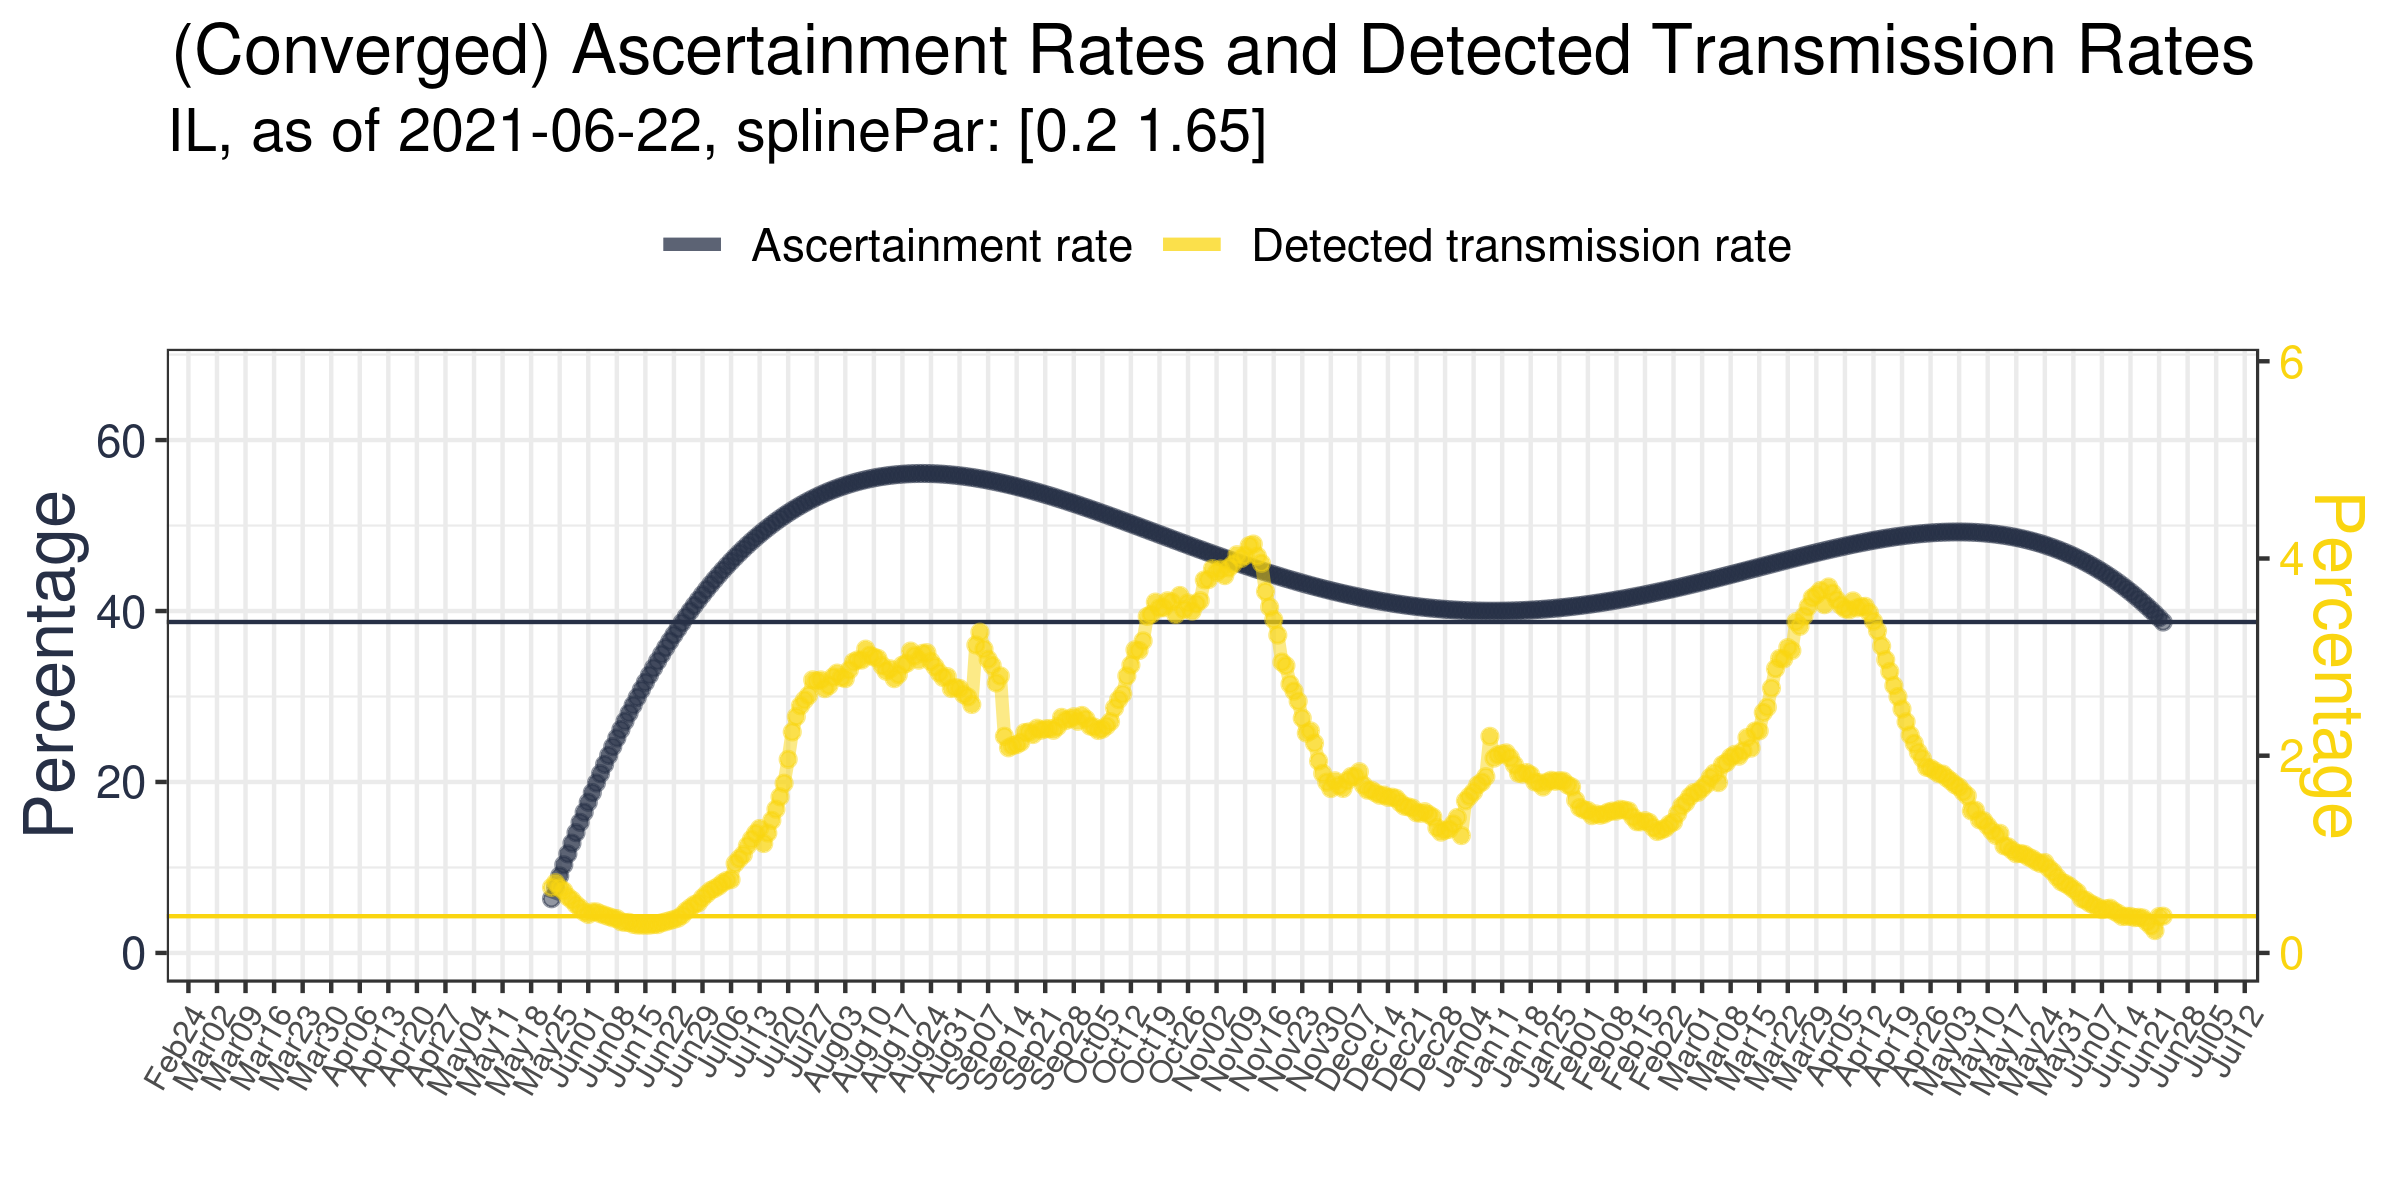 (Converged) Ascertainment Rates and Detected Transmission Rates
IL, as of 2021-06-22, splinePar: [0.2 1.65]
Ascertainment rate
Detected transmission rate
Percentage
60
40
20
0
6
4
2
0
Percentage
Feb24
Mar02
Mar09
Mar16
Mar23
Mar30
Apr06
Apr13
Apr20
Apr27
May04
May11
May18
May25
Jun01
Jun08
Jun15
Jun22
Jun29
Jul06
Jul13
Jul20
Jul27
Aug03
Aug10
Aug17
Aug24
Aug31
Sep07
Sep14
Sep21
Sep28
Oct05
Oct12
Oct19
Oct26
Nov02
Nov09
Nov16
Nov23
Nov30
Dec07
Dec14
Dec21
Dec28
Jan04
Jan11
Jan18
Jan25
Feb01
Feb08
Feb15
Feb22
Mar01
Mar08
Mar15
Mar22
Mar29
Apr05
Apr12
Apr19
Apr26
May03
May10
May17
May24
May31
Jun07
Jun14
Jun21
Jun28
Jul05
Jul12